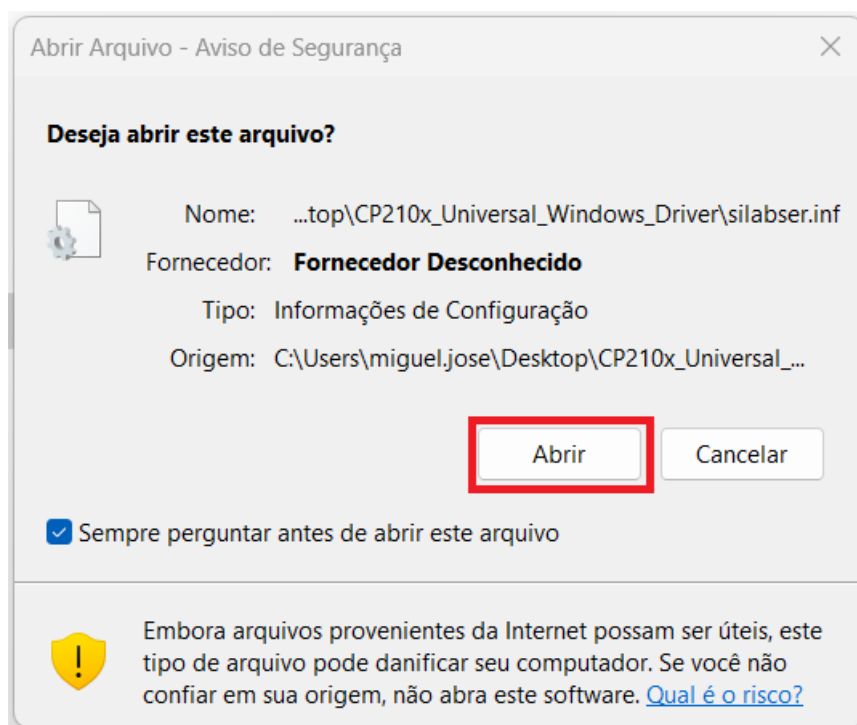 Abrir Arquivo - Aviso de Segurança
Deseja abrir este arquivo?
Nome: ...top\CP210x_Universal_Windows_Driver\silabser.inf
Fornecedor: Fornecedor Desconhecido
Tipo: Informações de Configuração
Origem: C:\Users\miguel.jose\Desktop\CP210x_Universal_...
Abrir Cancelar
Sempre perguntar antes de abrir este arquivo
Embora arquivos provenientes da Internet possam ser úteis, este
tipo de arquivo pode danificar seu computador. Se você não
confiar em sua origem, não abra este software. Qual é o risco?